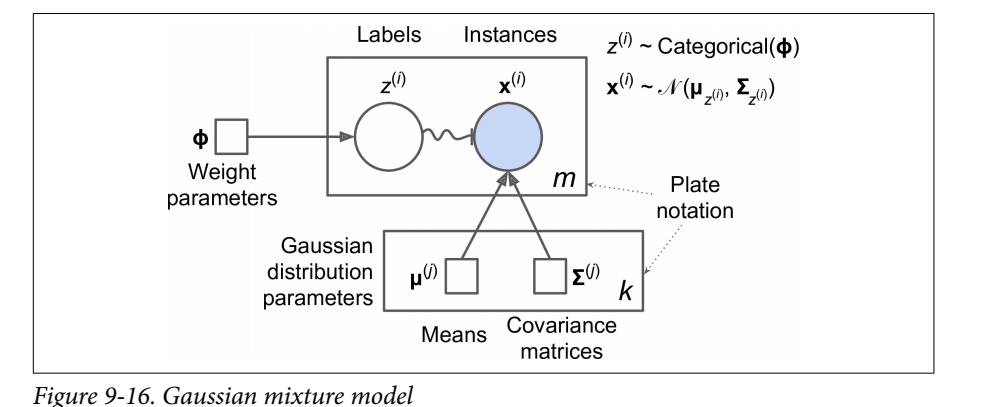 Labels
Instances
z⁽ⁱ⁾ ~ Categorical(ϕ)
z⁽ⁱ⁾
x⁽ⁱ⁾
x⁽ⁱ⁾ ~ 𝒩(μ_z⁽ⁱ⁾, Σ_z⁽ⁱ⁾)
ϕ
Weight
parameters
m
Plate
notation
Gaussian
distribution
parameters
μ⁽ʲ⁾
Σ⁽ʲ⁾
k
Means
Covariance
matrices
Figure 9-16. Gaussian mixture model